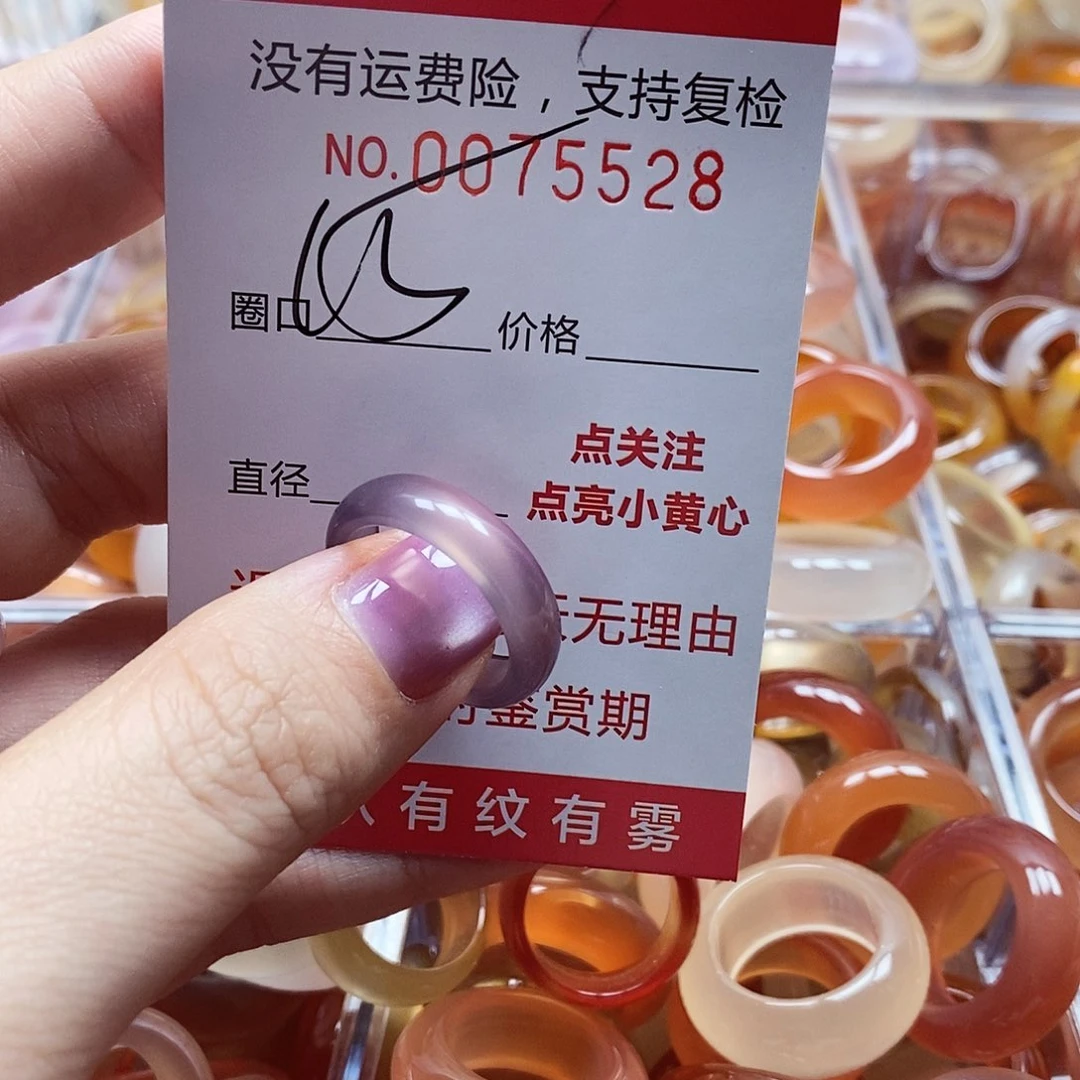 没有运费险，支持复检
NO.0075528
圈口 价格
点关注
直径
点亮小黄心
无理由
鉴赏期
有纹有雾